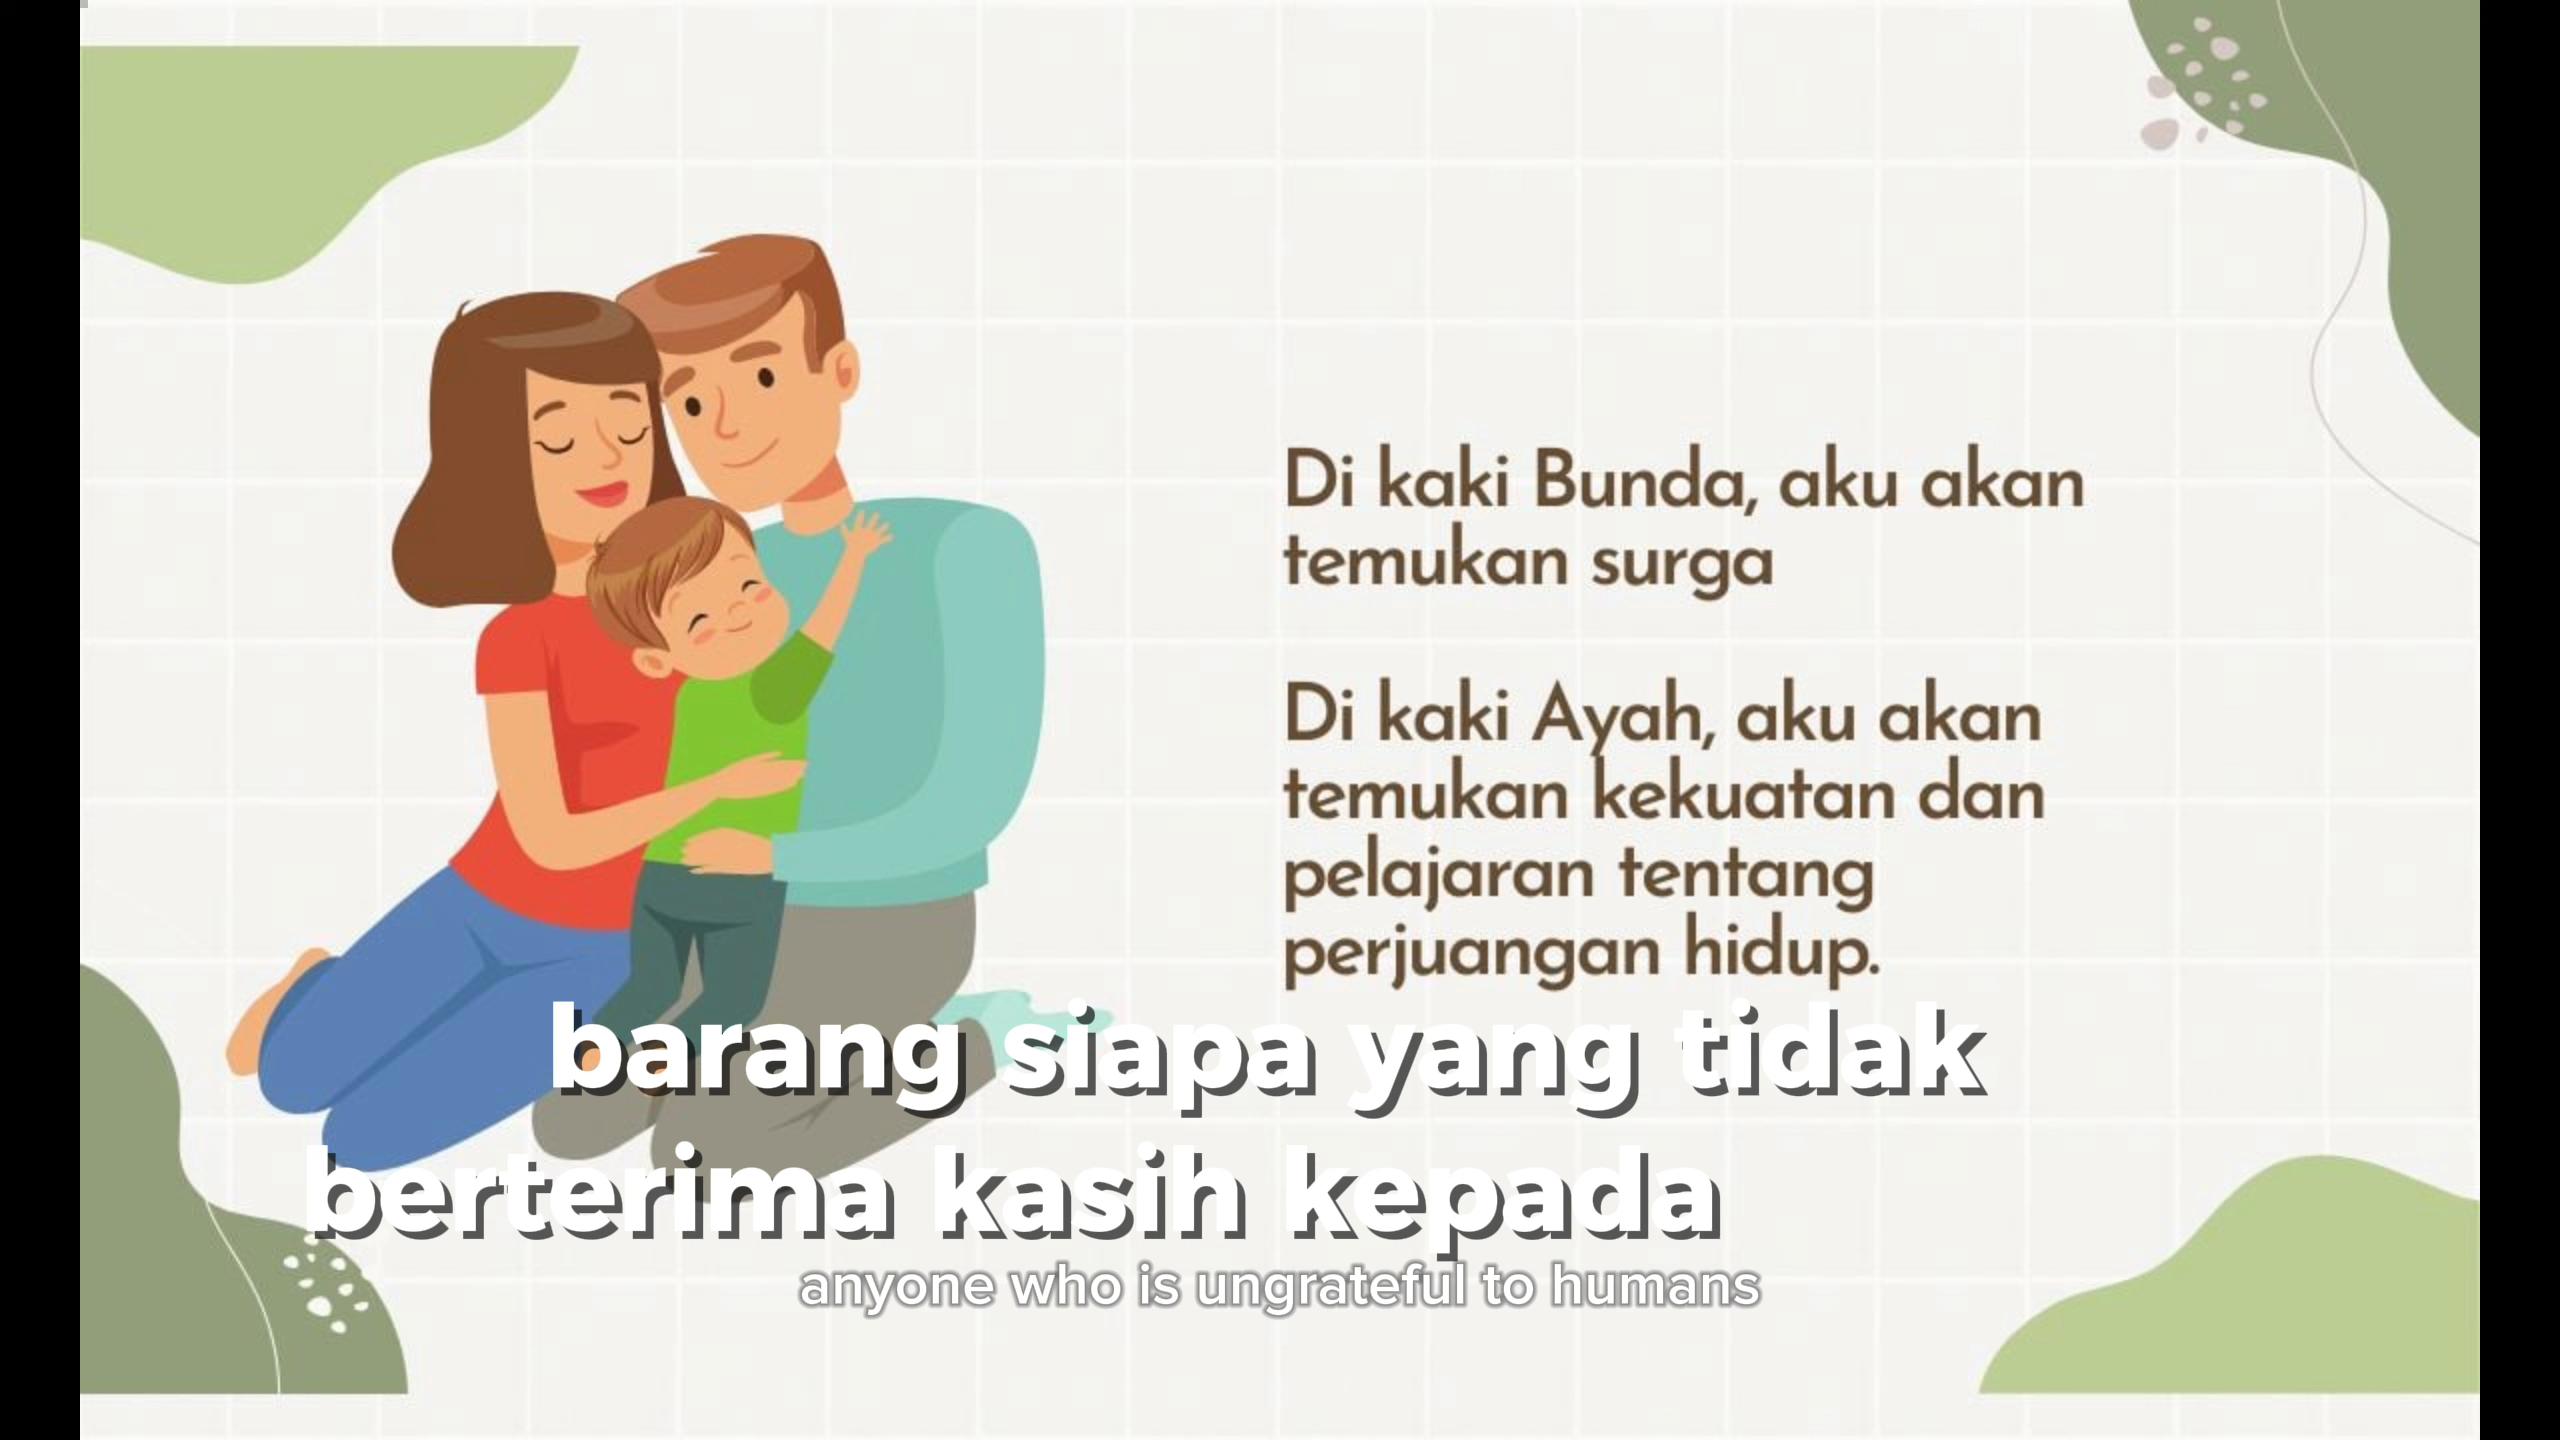 Di kaki Bunda, aku akan
temukan surga
Di kaki Ayah, aku akan
temukan kekuatan dan
pelajaran tentang
perjuangan hidup.
barang siapa yang tidak
berterima kasih kepada
anyone who is ungrateful to humans